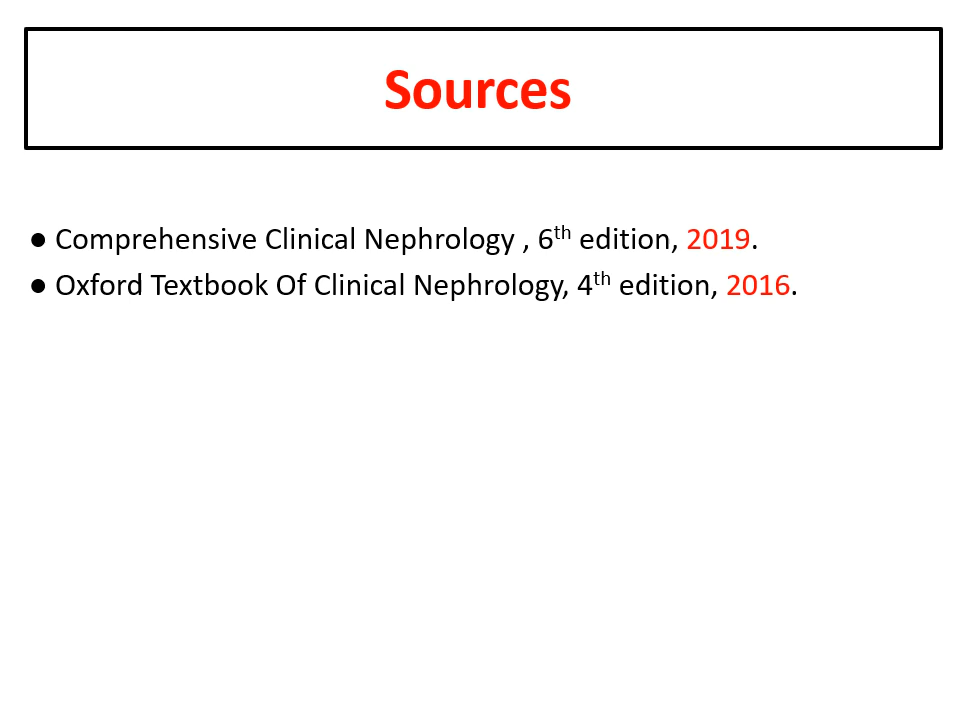 Sources
● Comprehensive Clinical Nephrology , 6th edition, 2019.
● Oxford Textbook Of Clinical Nephrology, 4th edition, 2016.